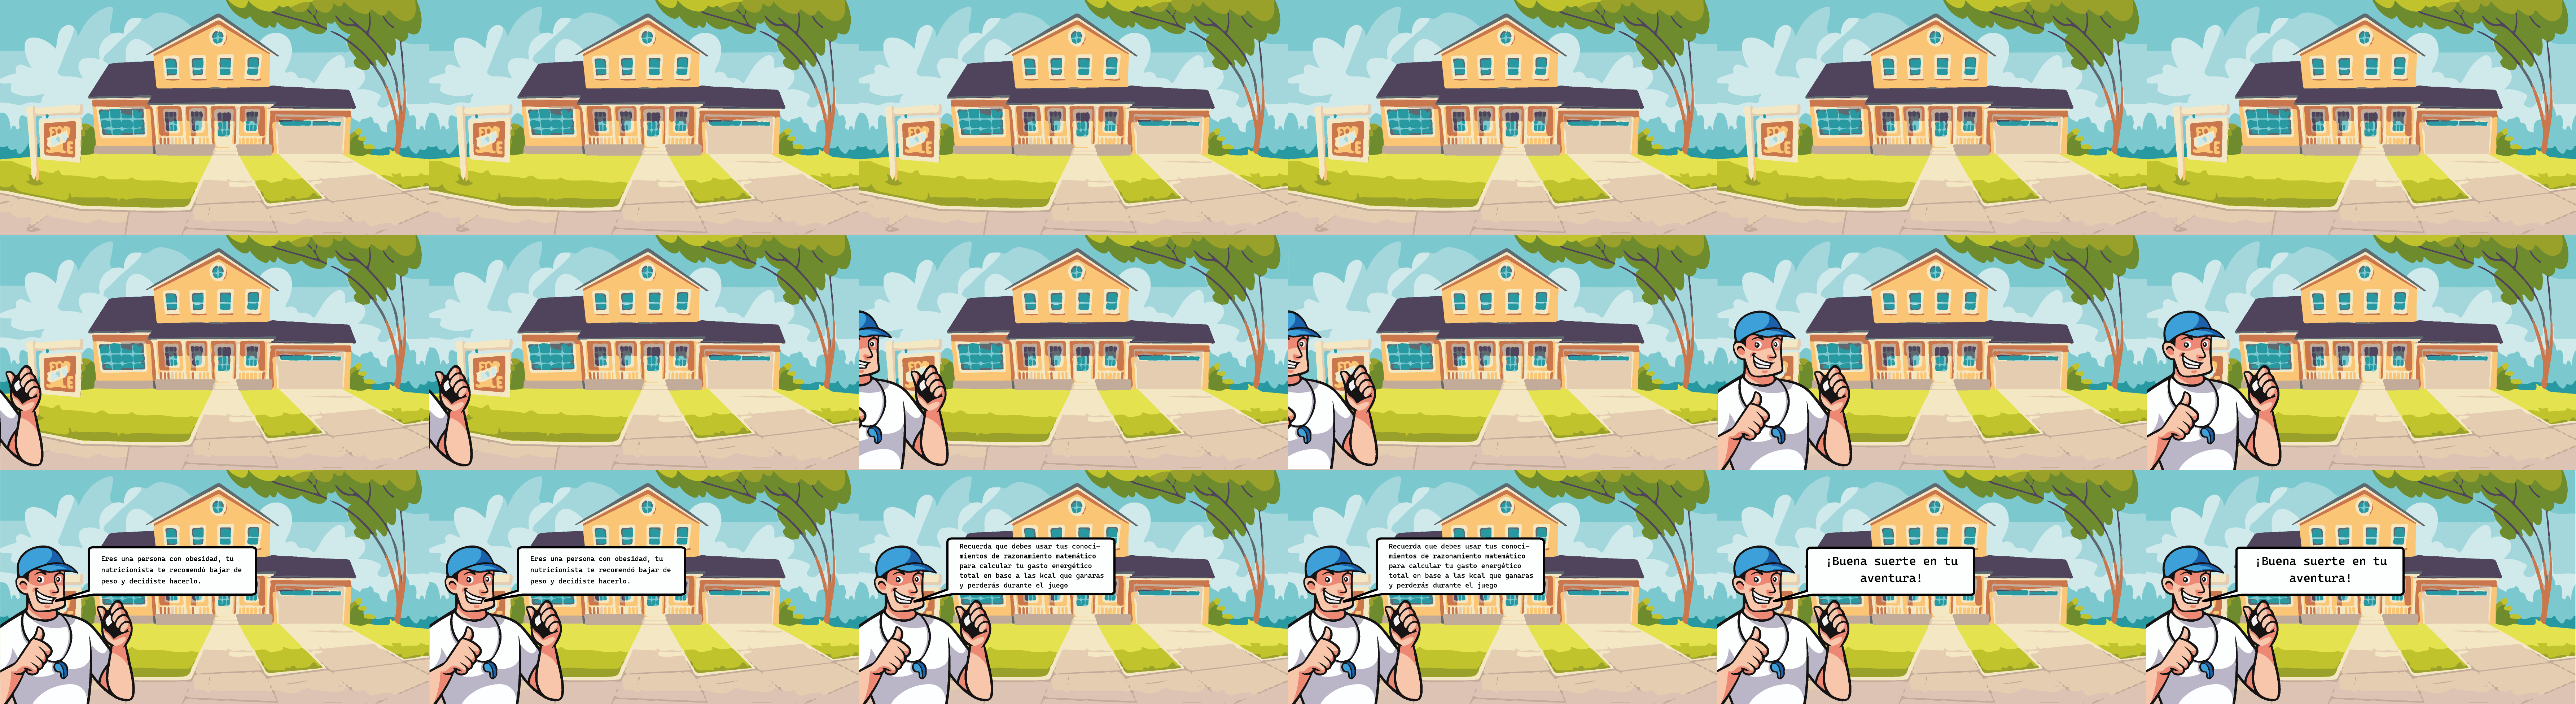 Eres una persona con obesidad, tu
nutricionista te recomendó bajar de
peso y decidiste hacerlo.
Eres una persona con obesidad, tu
nutricionista te recomendó bajar de
peso y decidiste hacerlo.
Recuerda que debes usar tus conoci-
mientos de razonamiento matemático
para calcular tu gasto energético
total en base a las kcal que ganaras
y perderás durante el juego
Recuerda que debes usar tus conoci-
mientos de razonamiento matemático
para calcular tu gasto energético
total en base a las kcal que ganaras
y perderás durante el juego
¡Buena suerte en tu
aventura!
¡Buena suerte en tu
aventura!